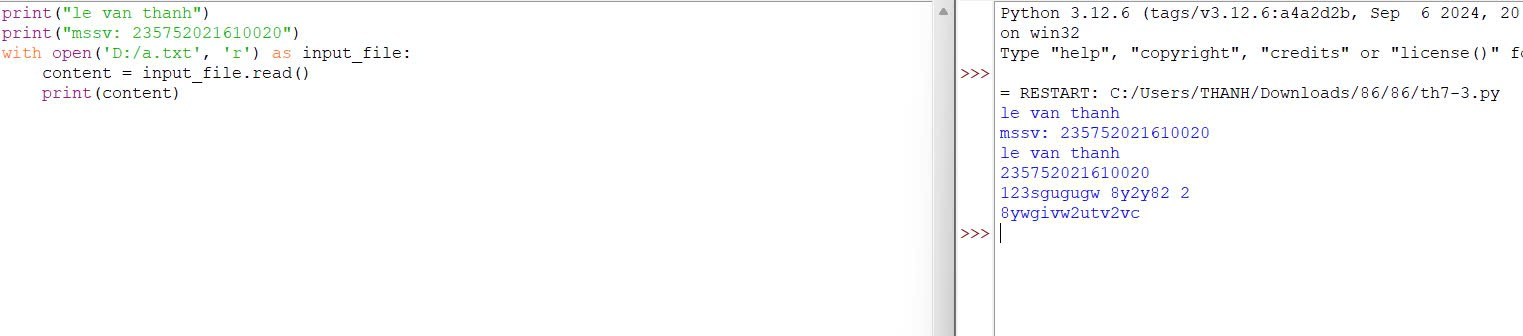 print("le van thanh")
print("mssv: 235752021610020")
with open('D:/a.txt', 'r') as input_file:
    content = input_file.read()
    print(content)
Python 3.12.6 (tags/v3.12.6:a4a2d2b, Sep  6 2024, 20
on win32
Type "help", "copyright", "credits" or "license()" f
>>>
= RESTART: C:/Users/THANH/Downloads/86/86/th7-3.py
le van thanh
mssv: 235752021610020
le van thanh
235752021610020
123sgugugw 8y2y82 2
8ywgivw2utv2vc
>>>